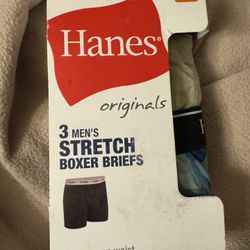 Hanes
originals
3 MEN'S
STRETCH
BOXER BRIEFS